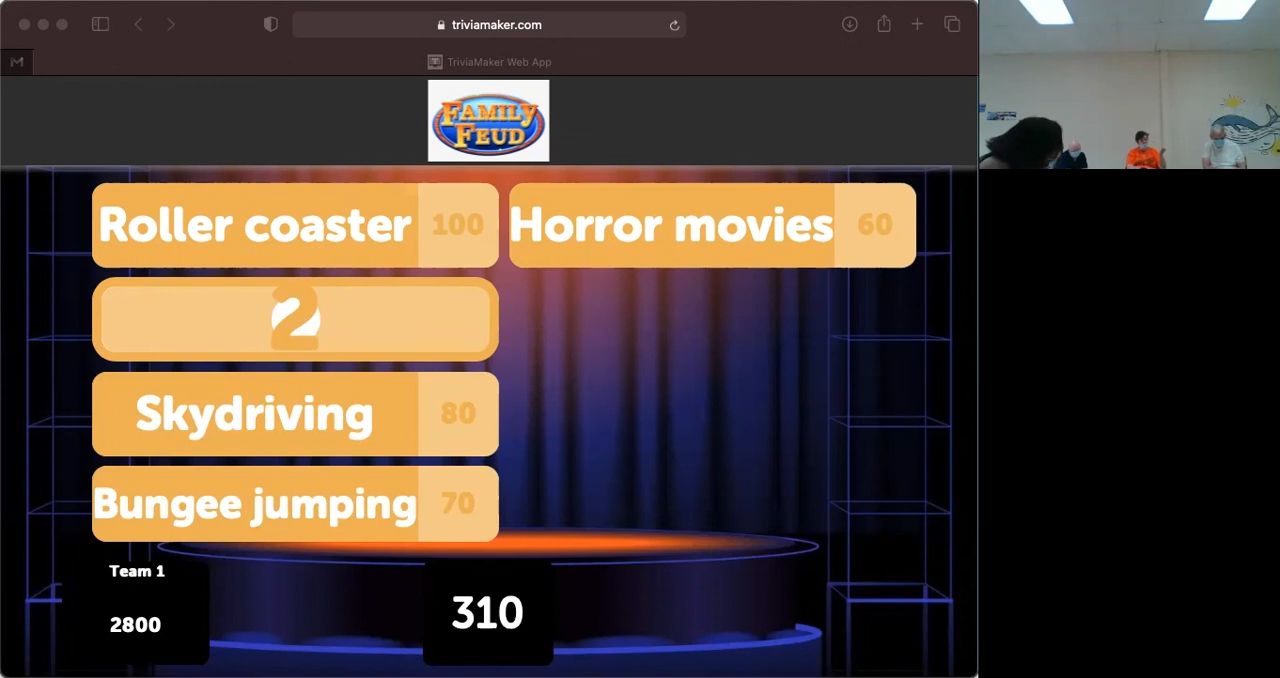 triviamaker.com
TriviaMaker Web App
FAMILY
FEUD
Roller coaster 100
Horror movies 60
2
Skydriving 80
Bungee jumping 70
Team 1
2800
310